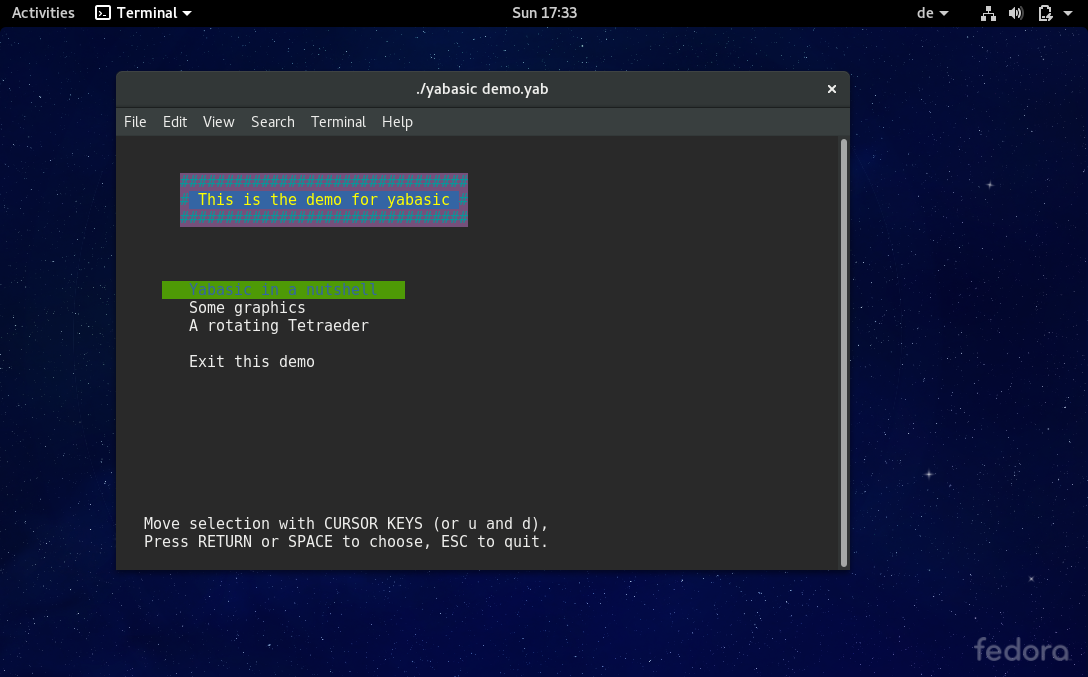 Activities Terminal Sun 17:33 de
./yabasic demo.yab ×
File Edit View Search Terminal Help
################################
# This is the demo for yabasic #
################################
Yabasic in a nutshell
Some graphics
A rotating Tetraeder
Exit this demo
Move selection with CURSOR KEYS (or u and d),
Press RETURN or SPACE to choose, ESC to quit.
fedora